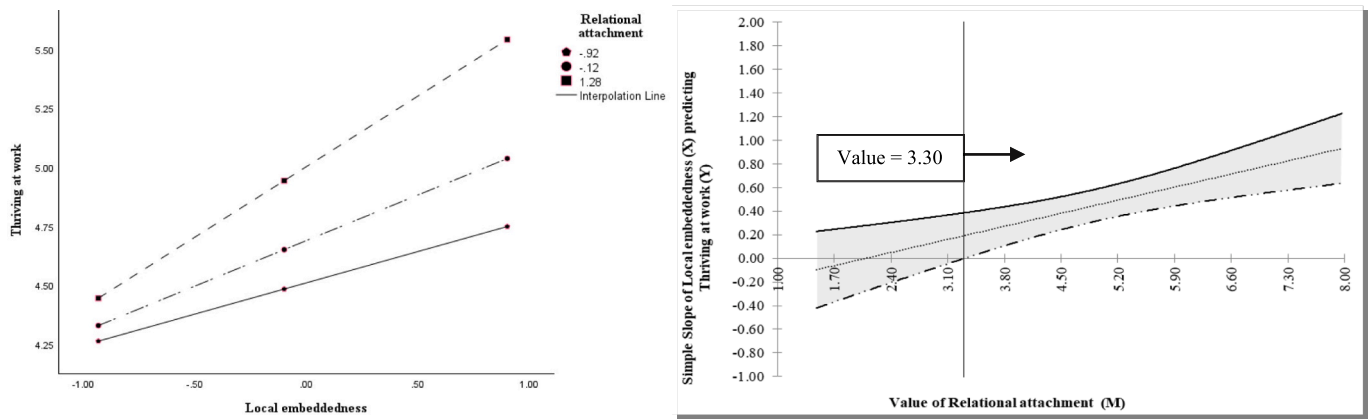 Relational
attachment
-.92
-.12
1.28
Interpolation Line
Thriving at work
5.50
5.25
5.00
4.75
4.50
4.25
-1.00 -.50 .00 .50 1.00
Local embeddedness
Simple Slope of Local embeddedness (X) predicting
Thriving at work (Y)
2.00
1.80
1.60
1.40
1.20
1.00
0.80
0.60
0.40
0.20
0.00
-0.20
-0.40
-0.60
-0.80
-1.00
Value = 3.30
1.00 1.70 2.40 3.10 3.80 4.50 5.20 5.90 6.60 7.30 8.00
Value of Relational attachment (M)